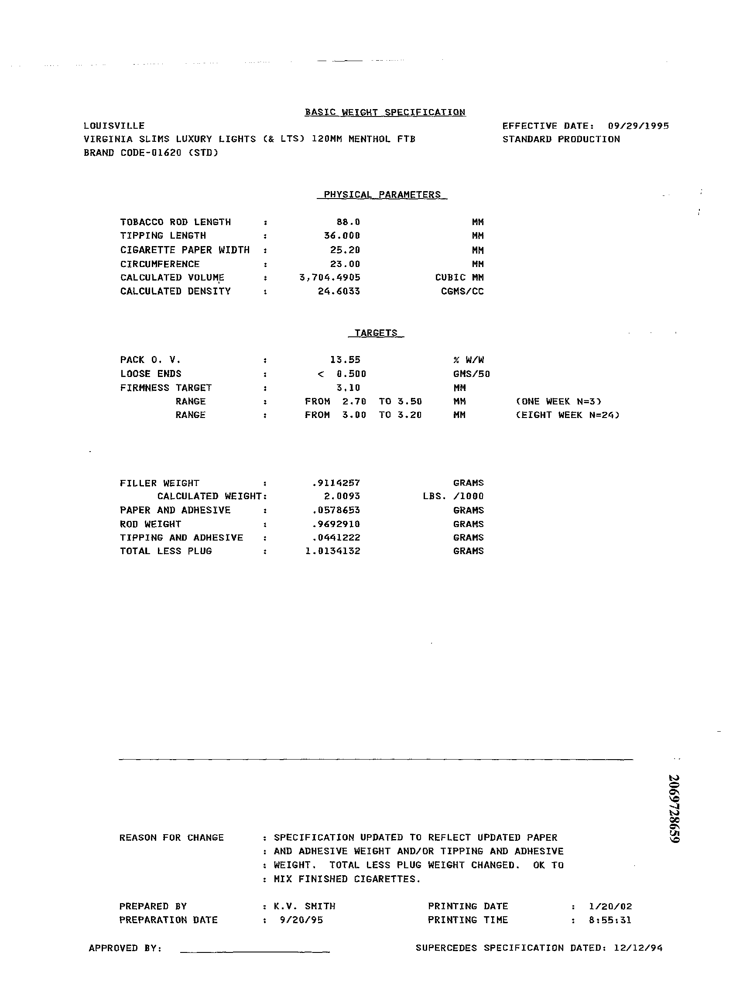 BASIC WEIGHT SPECIFICATION
LOUISVILLE EFFECTIVE DATE: 09/29/1995
VIRGINIA SLIMS LUXURY LIGHTS (& LTS) 120MM MENTHOL FTB STANDARD PRODUCTION
BRAND CODE-01620 (STD)
PHYSICAL PARAMETERS
TOBACCO ROD LENGTH : 88.0 MM
TIPPING LENGTH : 36.000 MM
CIGARETTE PAPER WIDTH : 25.20 MM
CIRCUMFERENCE : 23.00 MM
CALCULATED VOLUME : 3,704.4905 CUBIC MM
CALCULATED DENSITY : 24.6033 CGMS/CC
TARGETS
PACK O. V. : 13.55 % W/W
LOOSE ENDS : < 0.500 GMS/50
FIRMNESS TARGET : 3.10 MM
RANGE : FROM 2.70 TO 3.50 MM (ONE WEEK N=3)
RANGE : FROM 3.00 TO 3.20 MM (EIGHT WEEK N=24)
FILLER WEIGHT : .9114257 GRAMS
CALCULATED WEIGHT: 2.0093 LBS. /1000
PAPER AND ADHESIVE : .0578653 GRAMS
ROD WEIGHT : .9692910 GRAMS
TIPPING AND ADHESIVE : .0441222 GRAMS
TOTAL LESS PLUG : 1.0134132 GRAMS
2069728659
REASON FOR CHANGE : SPECIFICATION UPDATED TO REFLECT UPDATED PAPER
: AND ADHESIVE WEIGHT AND/OR TIPPING AND ADHESIVE
: WEIGHT. TOTAL LESS PLUG WEIGHT CHANGED. OK TO
: MIX FINISHED CIGARETTES.
PREPARED BY : K.V. SMITH PRINTING DATE : 1/20/02
PREPARATION DATE : 9/20/95 PRINTING TIME : 8:55:31
APPROVED BY: SUPERCEDES SPECIFICATION DATED: 12/12/94